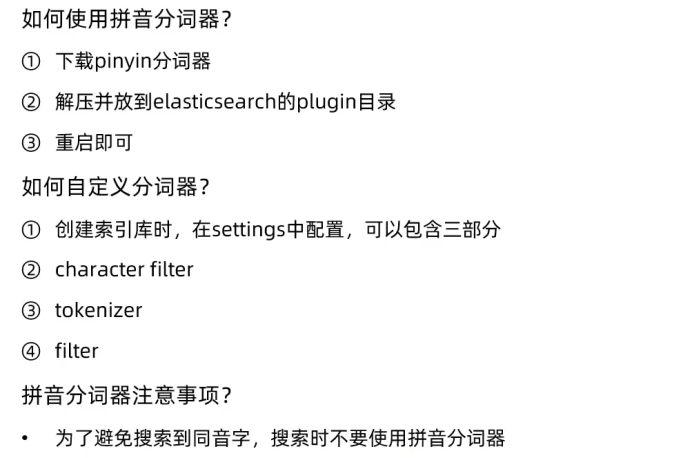 如何使用拼音分词器？
① 下载pinyin分词器
② 解压并放到elasticsearch的plugin目录
③ 重启即可
如何自定义分词器？
① 创建索引库时，在settings中配置，可以包含三部分
② character filter
③ tokenizer
④ filter
拼音分词器注意事项？
• 为了避免搜索到同音字，搜索时不要使用拼音分词器